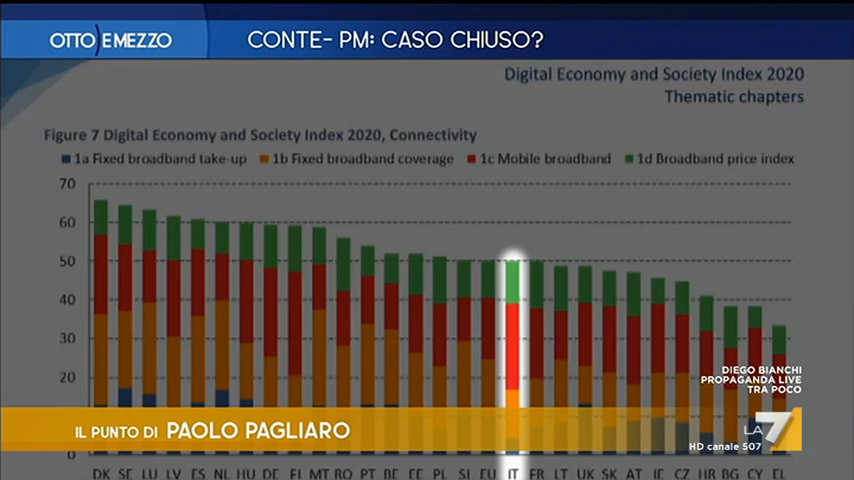 OTTO E MEZZO
CONTE- PM: CASO CHIUSO?
Digital Economy and Society Index 2020
Thematic chapters
Figure 7 Digital Economy and Society Index 2020, Connectivity
1a Fixed broadband take-up 1b Fixed broadband coverage 1c Mobile broadband 1d Broadband price index
70
60
50
40
30
20
0
DIEGO BIANCHI
PROPAGANDA LIVE
TRA POCO
IL PUNTO DI PAOLO PAGLIARO
LA 7
HD canale 507
DK SE LU LV ES NL HU DE FI MT RO PT BE EE PL SI EU IT FR LT UK SK AT IE CZ HR BG CY EL